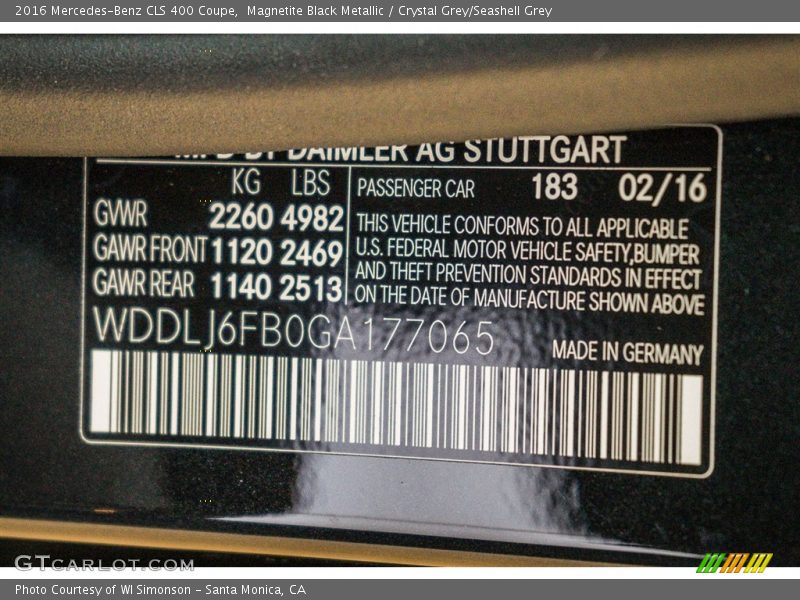 2016 Mercedes-Benz CLS 400 Coupe, Magnetite Black Metallic / Crystal Grey/Seashell Grey
MFD BY DAIMLER AG STUTTGART
KG LBS
GVWR 2260 4982
GAWR FRONT 1120 2469
GAWR REAR 1140 2513
PASSENGER CAR 183 02/16
THIS VEHICLE CONFORMS TO ALL APPLICABLE
U.S. FEDERAL MOTOR VEHICLE SAFETY,BUMPER
AND THEFT PREVENTION STANDARDS IN EFFECT
ON THE DATE OF MANUFACTURE SHOWN ABOVE
WDDLJ6FB0GA177065
MADE IN GERMANY
GTCARLOT.COM
Photo Courtesy of WI Simonson - Santa Monica, CA